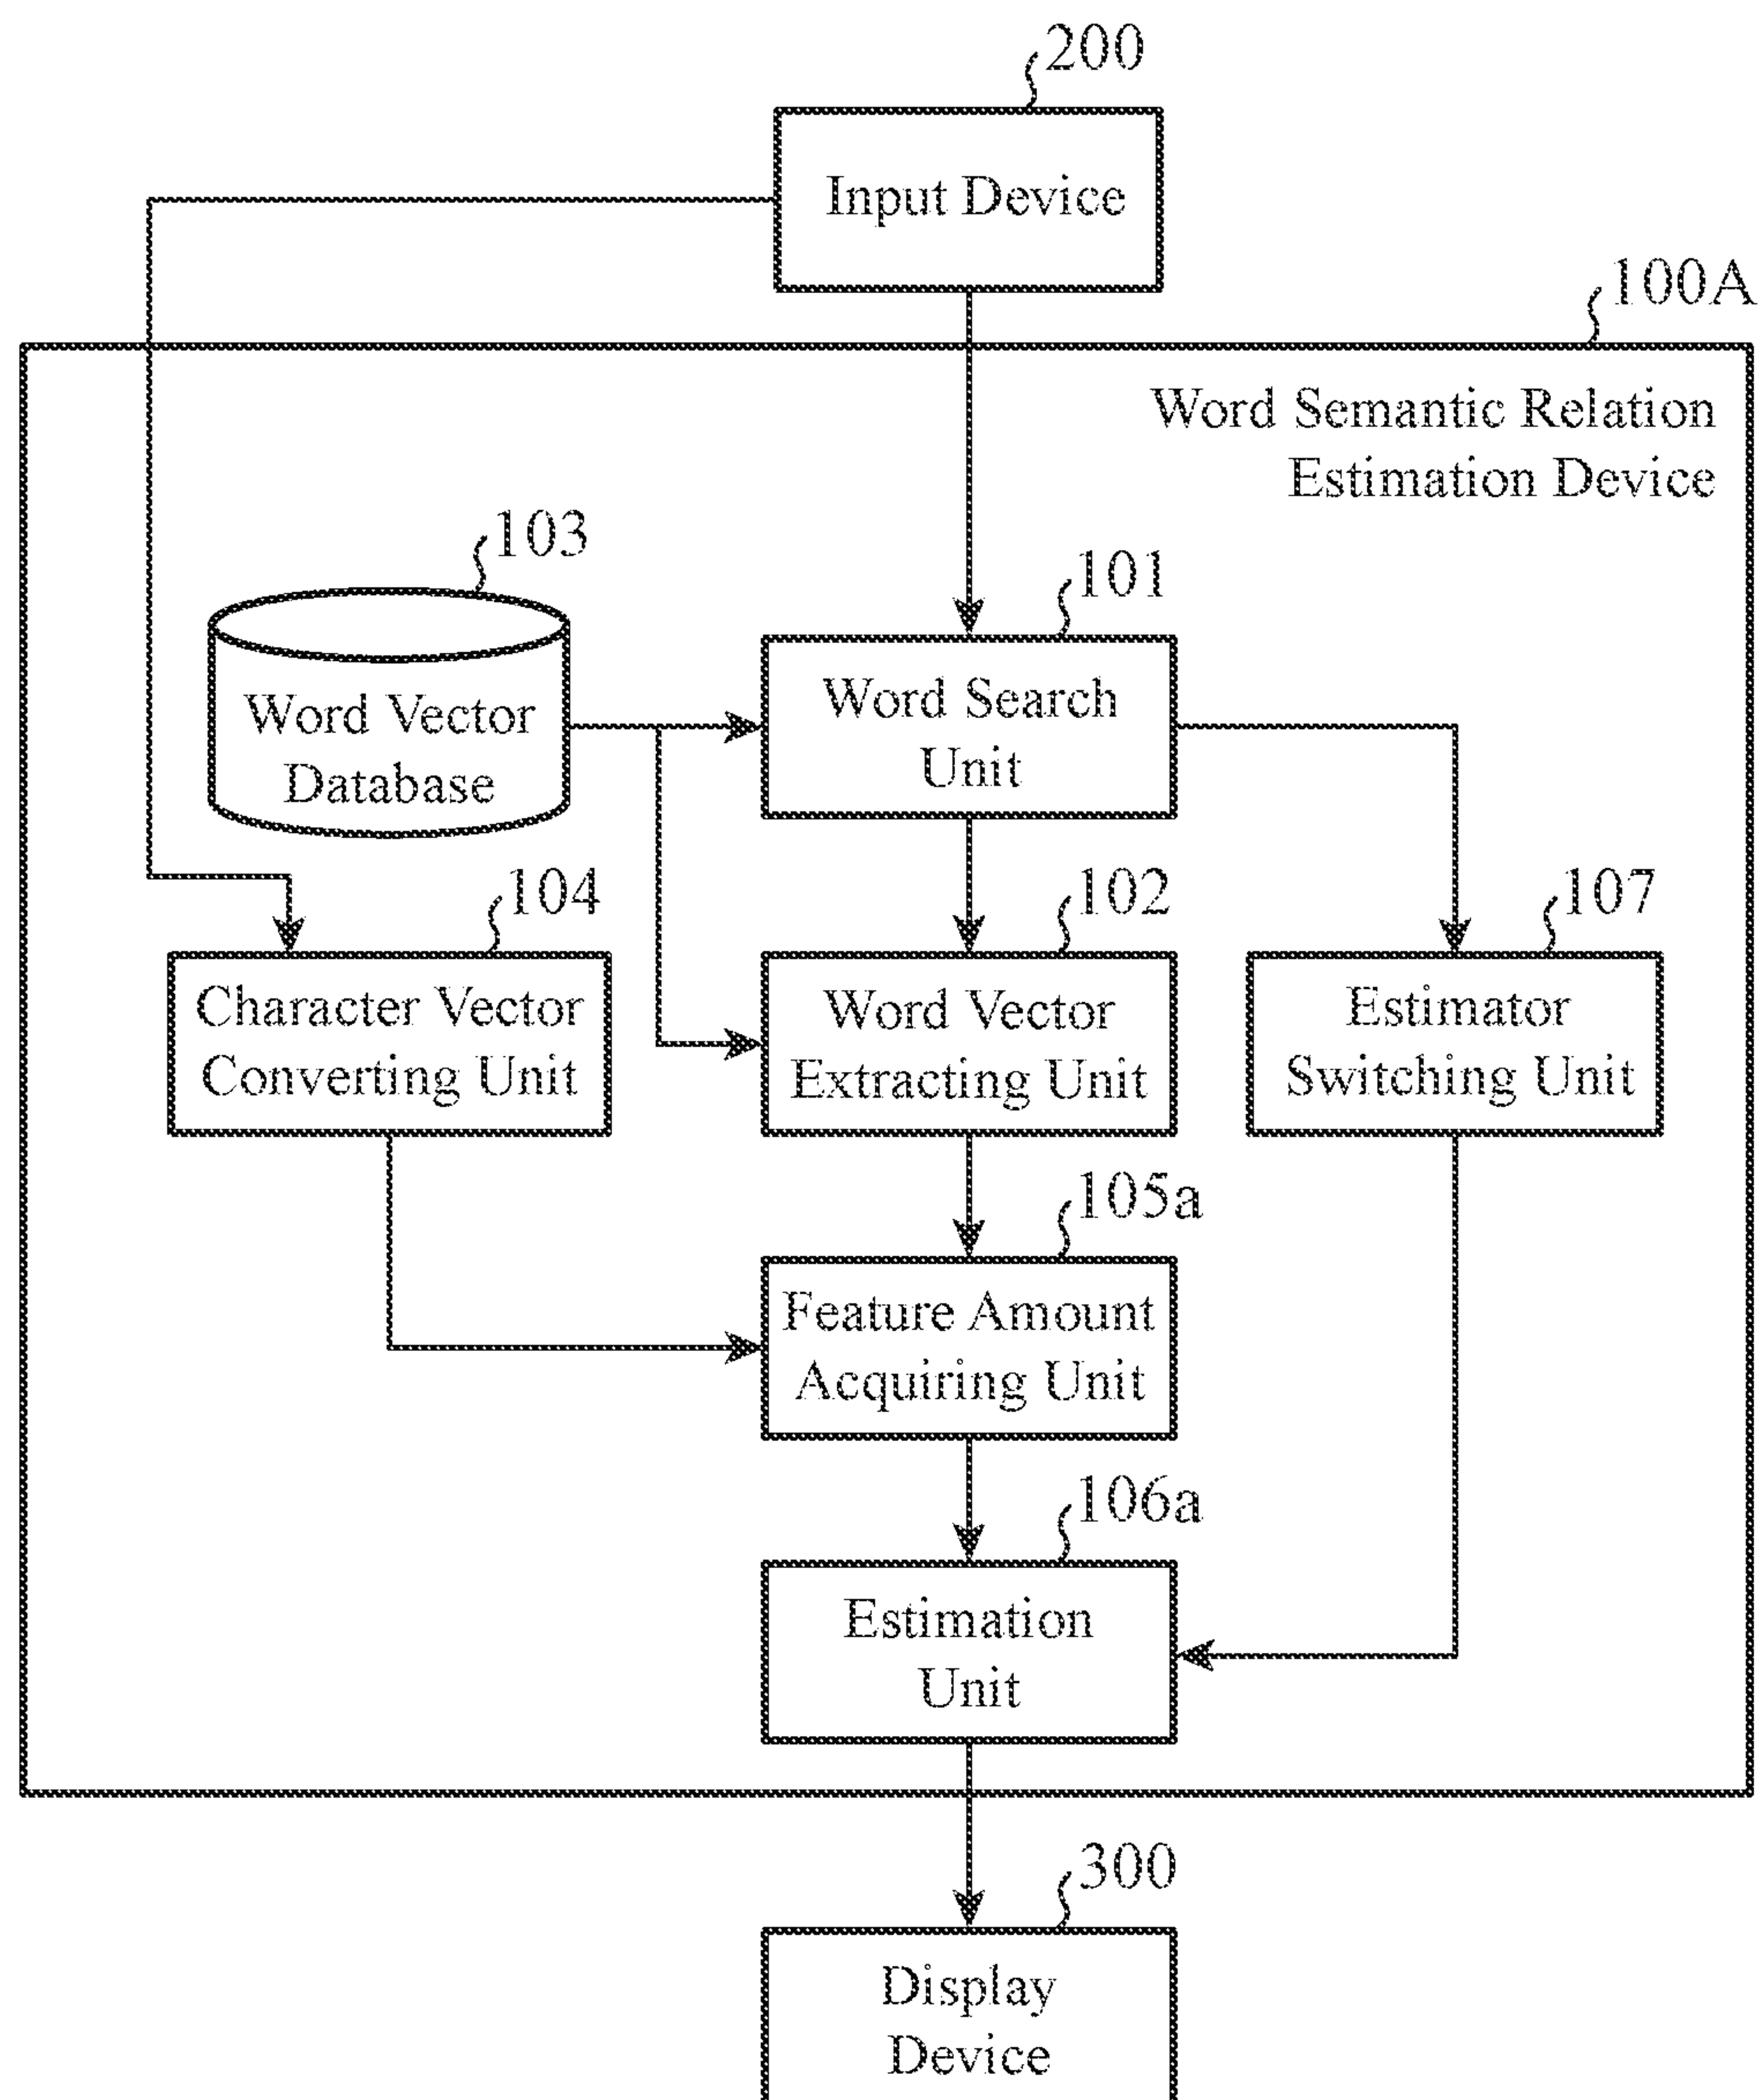 200
Input Device
100A
Word Semantic Relation
Estimation Device
103
Word Vector
Database
101
Word Search
Unit
104
Character Vector
Converting Unit
102
Word Vector
Extracting Unit
107
Estimator
Switching Unit
105a
Feature Amount
Acquiring Unit
106a
Estimation
Unit
300
Display
Device